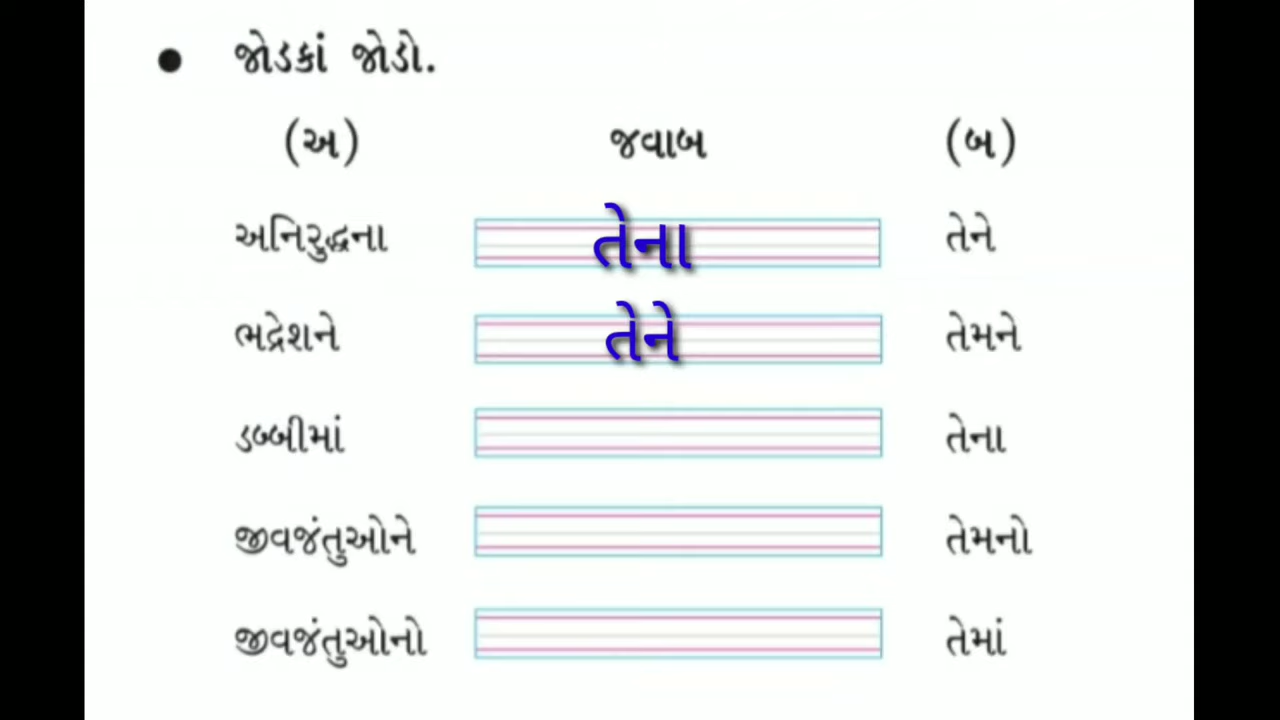 ● જોડકાં જોડો.
(અ) જવાબ (બ)
અનિરુદ્ધના તેના તેને
ભદ્રેશને તેને તેમને
ડબ્બીમાં તેના
જીવજંતુઓને તેમનો
જીવજંતુઓનો તેમાં